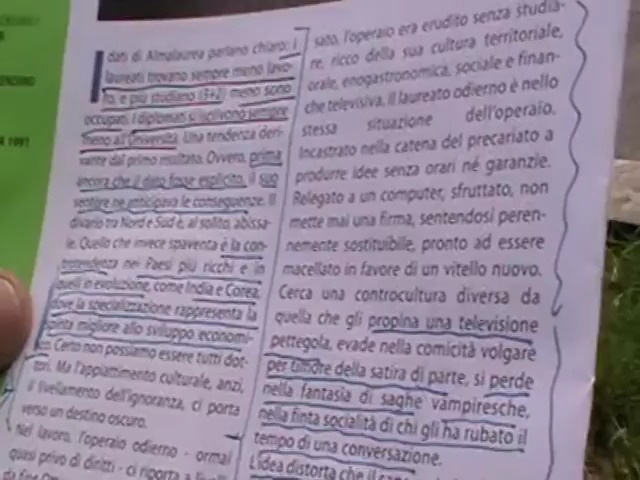 I dati di Almalaurea parlano chiaro: i
laureati trovano sempre meno lavo-
ro, e più studiano (3+2) meno sono
occupati. I diplomati si iscrivono sempre
meno all'Università. Una tendenza deri-
vante dal primo risultato. Ovvero, prima
ancora che il dato fosse esplicito, il suo
sentore ne anticipava le conseguenze. Il
divario tra Nord e Sud è, al solito, abissa-
le. Quello che invece spaventa è la con-
trotendenza nei Paesi più ricchi e in
quelli in evoluzione, come India e Corea,
dove la specializzazione rappresenta la
spinta migliore allo sviluppo economi-
co. Certo non possiamo essere tutti dot-
tori. Ma l'appiattimento culturale, anzi,
il livellamento dell'ignoranza, ci porta
verso un destino oscuro.
Nel lavoro, l'operaio odierno - ormai
quasi privo di diritti - ci riporta a
sato, l'operaio era erudito senza studia-
re, ricco della sua cultura territoriale,
orale, enogastronomica, sociale e finan-
che televisiva. Il laureato odierno è nello
stessa situazione dell'operaio.
Incastrato nella catena del precariato a
produrre idee senza orari né garanzie.
Relegato a un computer, sfruttato, non
mette mai una firma, sentendosi peren-
nemente sostituibile, pronto ad essere
macellato in favore di un vitello nuovo.
Cerca una controcultura diversa da
quella che gli propina una televisione
pettegola, evade nella comicità volgare
per timore della satira di parte, si perde
nella fantasia di saghe vampiresche,
nella finta socialità di chi gli ha rubato il
tempo di una conversazione.
L'idea distorta che il